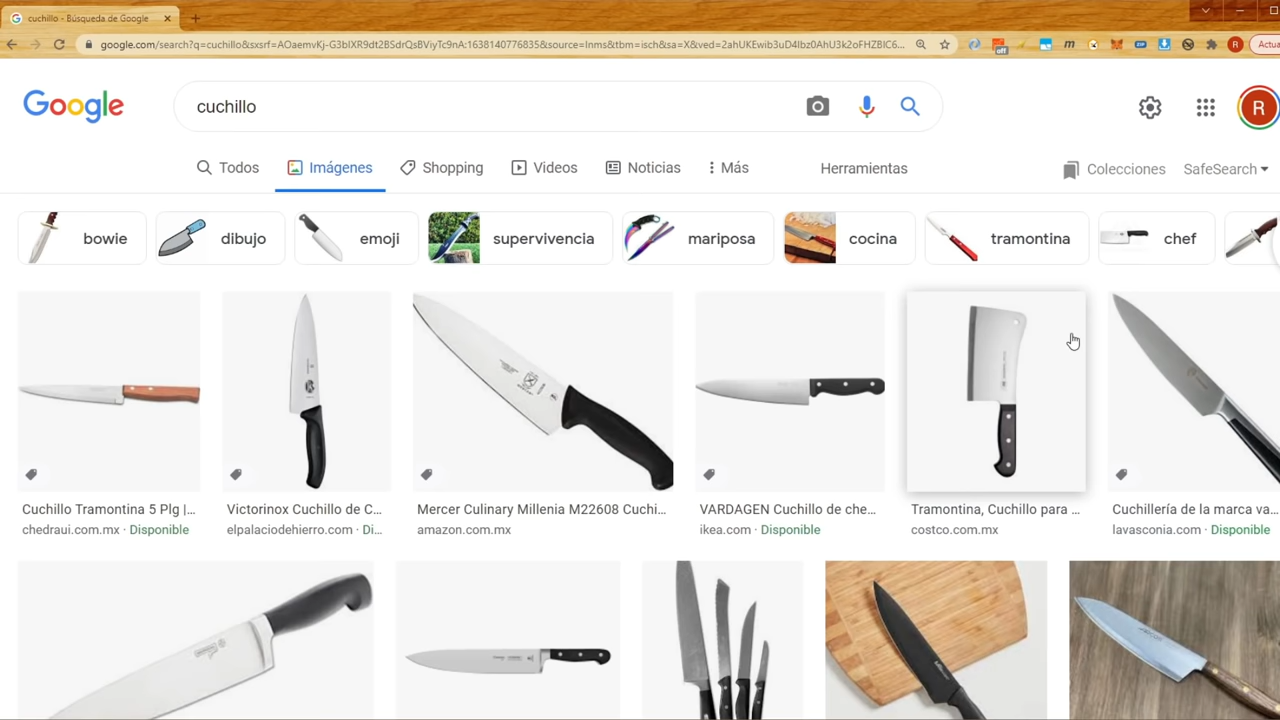 cuchillo - Búsqueda de Google
google.com/search?q=cuchillo&sxsrf=AOaemvKj-G3bIXR9dt2BSdrQsBViyTc9nA:1638140776835&source=lnms&tbm=isch&sa=X&ved=2ahUKEwib3uD4lbz0AhU3k2oFHZBIC6...
off
m
ZIP
R
Actua
Google
cuchillo
R
Todos
Imágenes
Shopping
Videos
Noticias
Más
Herramientas
Colecciones
SafeSearch
bowie
dibujo
emoji
supervivencia
mariposa
cocina
tramontina
chef
Cuchillo Tramontina 5 Plg |...
Victorinox Cuchillo de C...
Mercer Culinary Millenia M22608 Cuchi...
VARDAGEN Cuchillo de che...
Tramontina, Cuchillo para ...
Cuchillería de la marca va...
chedraui.com.mx · Disponible
elpalaciodehierro.com · Di...
amazon.com.mx
ikea.com · Disponible
costco.com.mx
lavasconia.com · Disponible